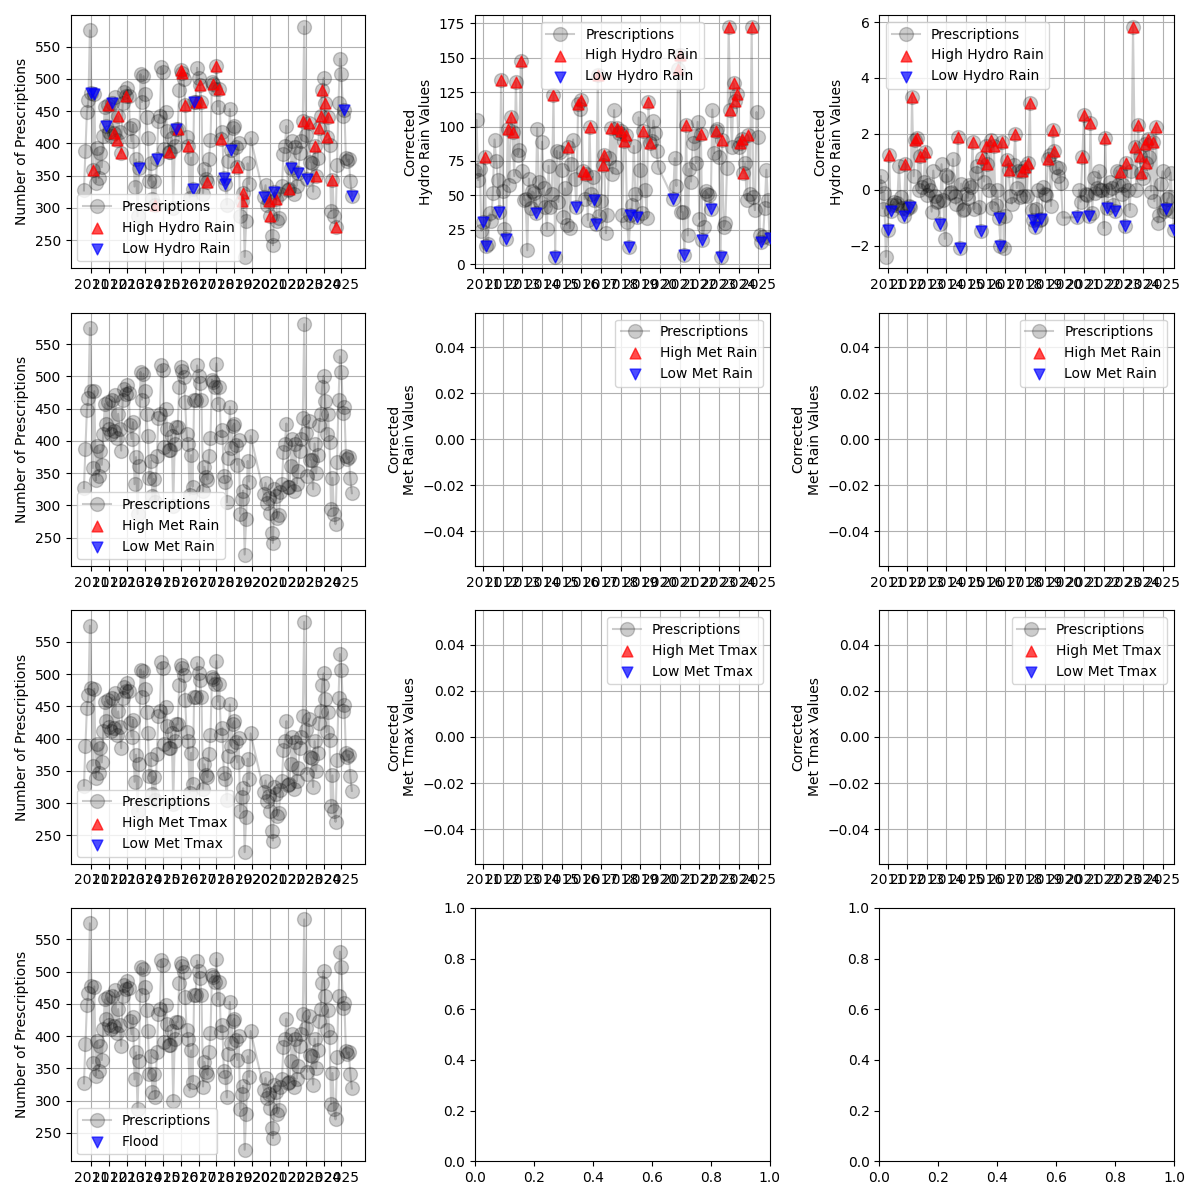 Number of Prescriptions
550
500
450
400
350
300
250
Prescriptions
High Hydro Rain
Low Hydro Rain
Corrected
Hydro Rain Values
175
150
125
100
75
50
25
0
Prescriptions
High Hydro Rain
Low Hydro Rain
Corrected
Hydro Rain Values
6
4
2
0
−2
Prescriptions
High Hydro Rain
Low Hydro Rain
Number of Prescriptions
550
500
450
400
350
300
250
Prescriptions
High Met Rain
Low Met Rain
Corrected
Met Rain Values
0.04
0.02
0.00
−0.02
−0.04
Prescriptions
High Met Rain
Low Met Rain
Corrected
Met Rain Values
0.04
0.02
0.00
−0.02
−0.04
Prescriptions
High Met Rain
Low Met Rain
Number of Prescriptions
550
500
450
400
350
300
250
Prescriptions
High Met Tmax
Low Met Tmax
Corrected
Met Tmax Values
0.04
0.02
0.00
−0.02
−0.04
Prescriptions
High Met Tmax
Low Met Tmax
Corrected
Met Tmax Values
0.04
0.02
0.00
−0.02
−0.04
Prescriptions
High Met Tmax
Low Met Tmax
Number of Prescriptions
550
500
450
400
350
300
250
Prescriptions
Flood
1.0
0.8
0.6
0.4
0.2
0.0
0.0 0.2 0.4 0.6 0.8 1.0
1.0
0.8
0.6
0.4
0.2
0.0
0.0 0.2 0.4 0.6 0.8 1.0